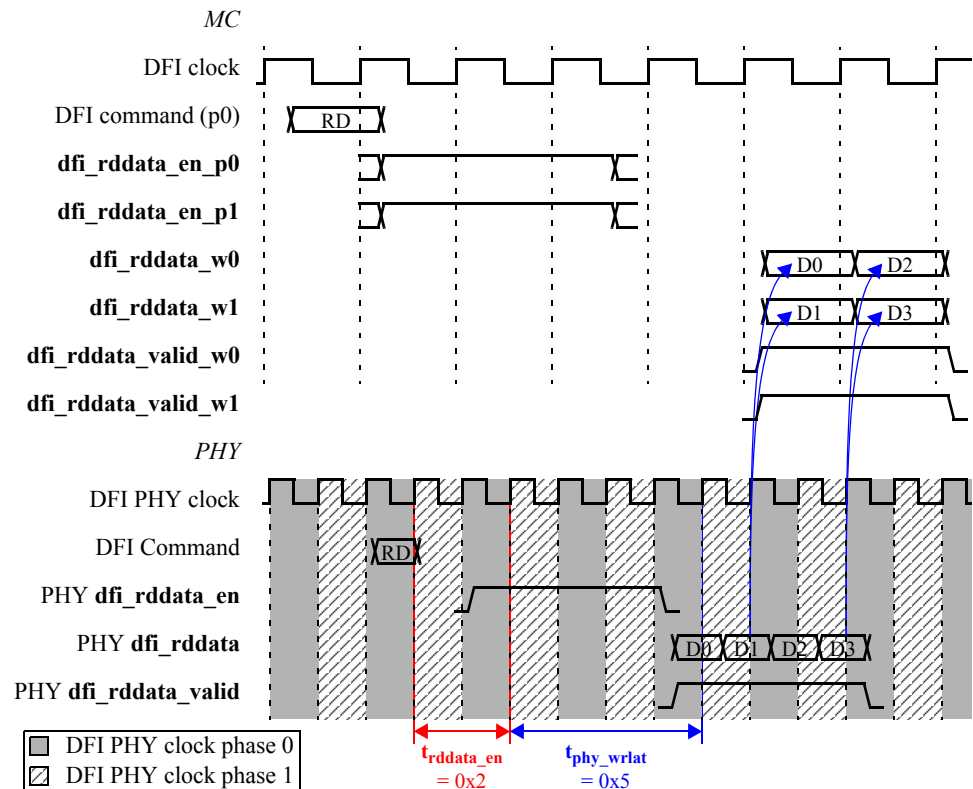 MC
DFI clock
DFI command (p0)
RD
dfi_rddata_en_p0
dfi_rddata_en_p1
dfi_rddata_w0
D0 D2
dfi_rddata_w1
D1 D3
dfi_rddata_valid_w0
dfi_rddata_valid_w1
PHY
DFI PHY clock
DFI Command
RD
PHY dfi_rddata_en
PHY dfi_rddata
D0 D1 D2 D3
PHY dfi_rddata_valid
DFI PHY clock phase 0
DFI PHY clock phase 1
trddata_en
= 0x2
tphy_wrlat
= 0x5